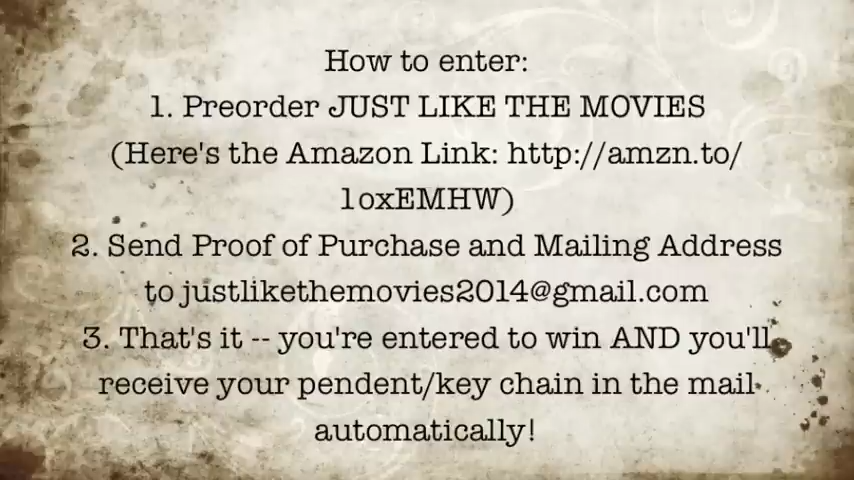 How to enter:
1. Preorder JUST LIKE THE MOVIES
(Here's the Amazon Link: http://amzn.to/
1oxEMHW)
2. Send Proof of Purchase and Mailing Address
to justlikethemovies2014@gmail.com
3. That's it -- you're entered to win AND you'll
receive your pendent/key chain in the mail
automatically!